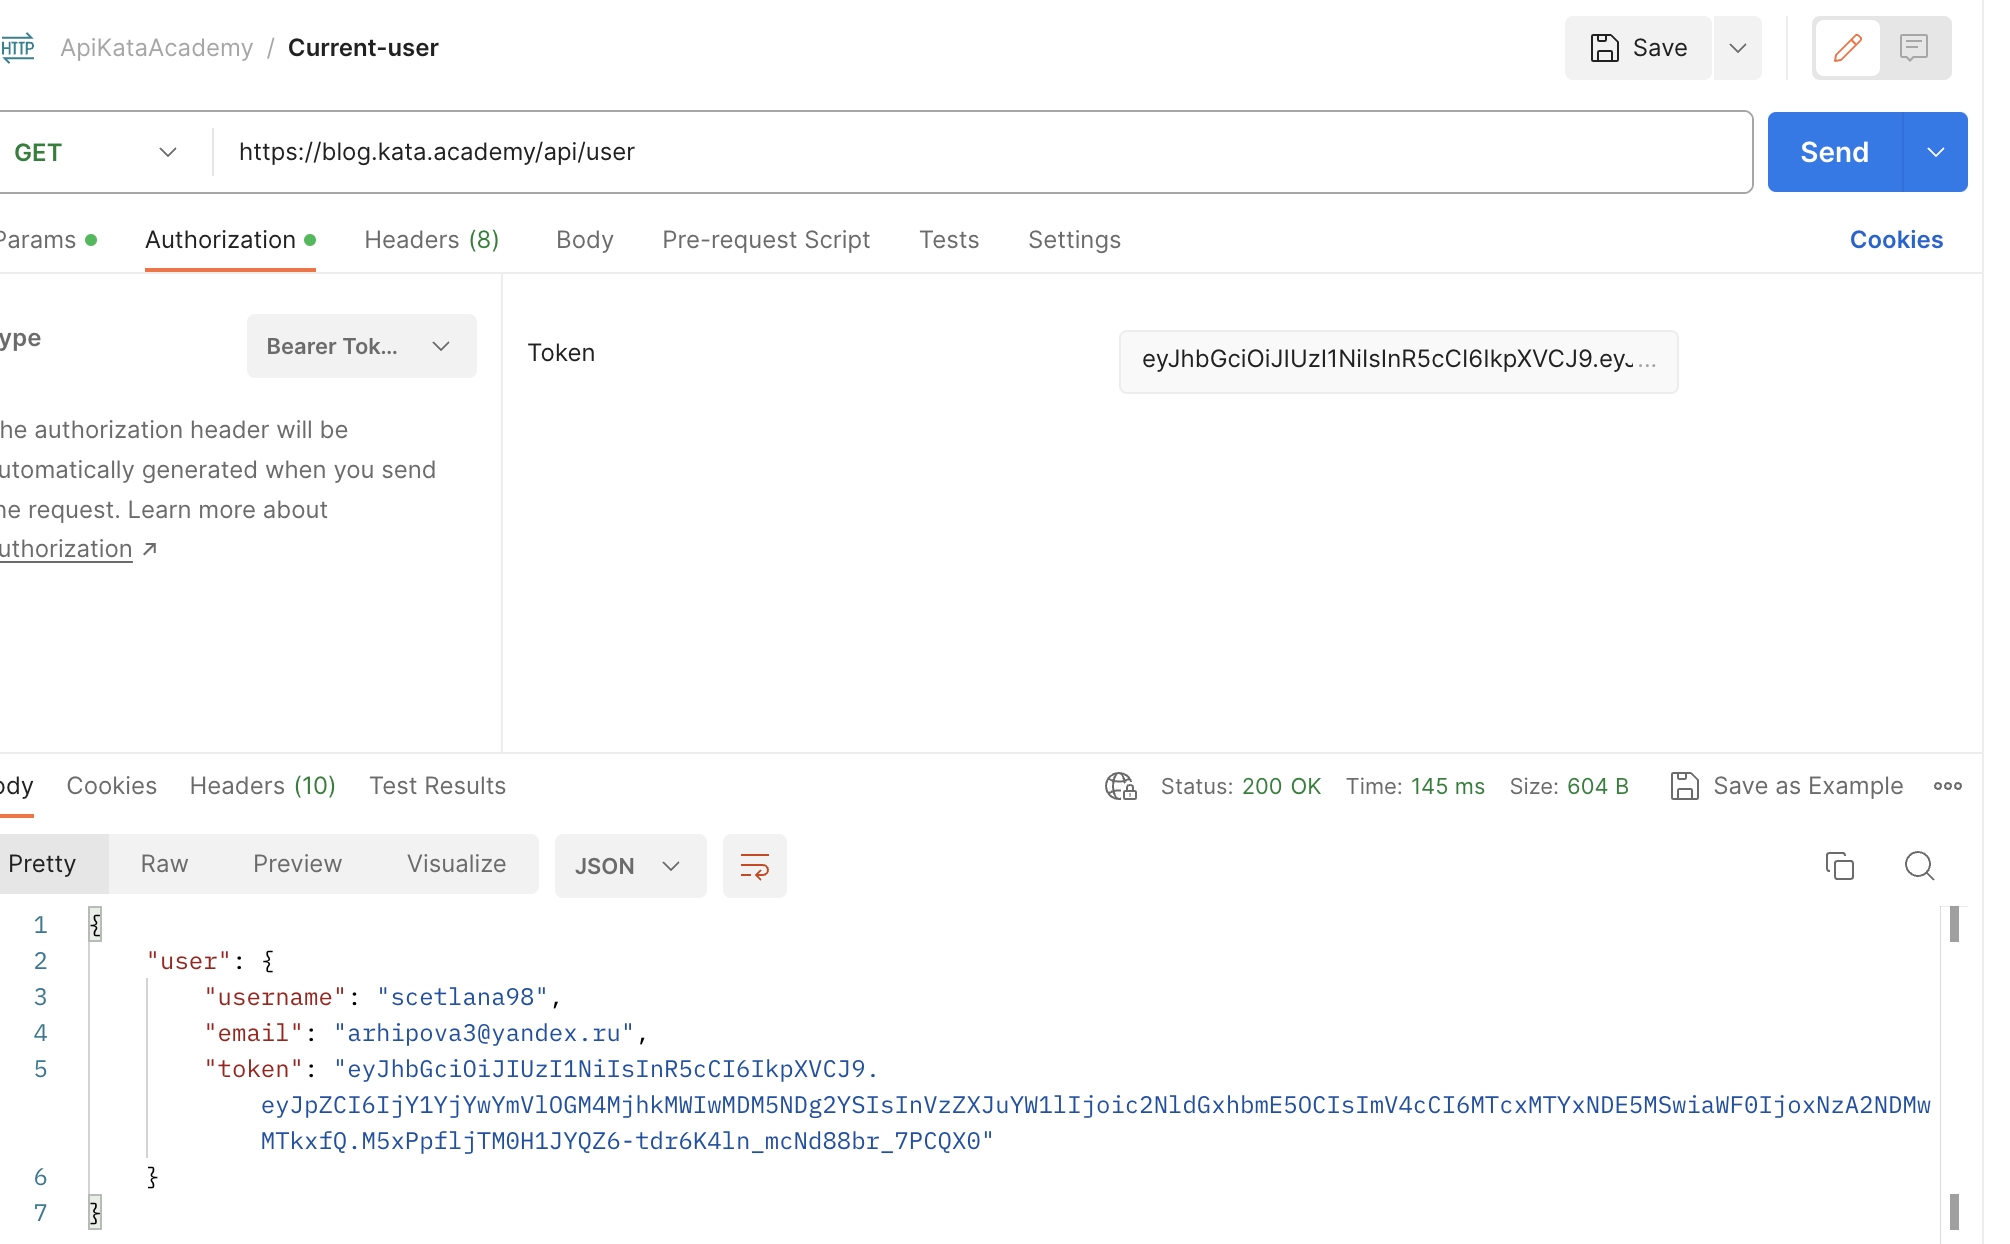 HTTP ApiKataAcademy / Current-user Save
GET https://blog.kata.academy/api/user Send
Params Authorization Headers (8) Body Pre-request Script Tests Settings Cookies
ype Bearer Tok... Token eyJhbGciOiJIUzI1NiIsInR5cCI6IkpXVCJ9.eyJ...
he authorization header will be
utomatically generated when you send
he request. Learn more about
uthorization ↗
ody Cookies Headers (10) Test Results Status: 200 OK Time: 145 ms Size: 604 B Save as Example
Pretty Raw Preview Visualize JSON
1 {
2 "user": {
3 "username": "scetlana98",
4 "email": "arhipova3@yandex.ru",
5 "token": "eyJhbGciOiJIUzI1NiIsInR5cCI6IkpXVCJ9.
eyJpZCI6IjY1YjYwYmVlOGM4MjhkMWIwMDM5NDg2YSIsInVzZXJuYW1lIjoic2NldGxhbmE5OCIsImV4cCI6MTcxMTYxNDE5MSwiaWF0IjoxNzA2NDMw
MTkxfQ.M5xPpfljTM0H1JYQZ6-tdr6K4ln_mcNd88br_7PCQX0"
6 }
7 }